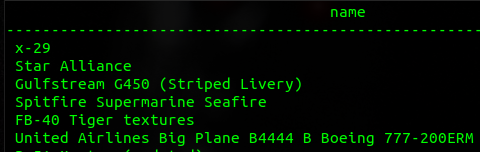 name
---------------------------------------------------------
x-29
Star Alliance
Gulfstream G450 (Striped Livery)
Spitfire Supermarine Seafire
FB-40 Tiger textures
United Airlines Big Plane B4444 B Boeing 777-200ERM